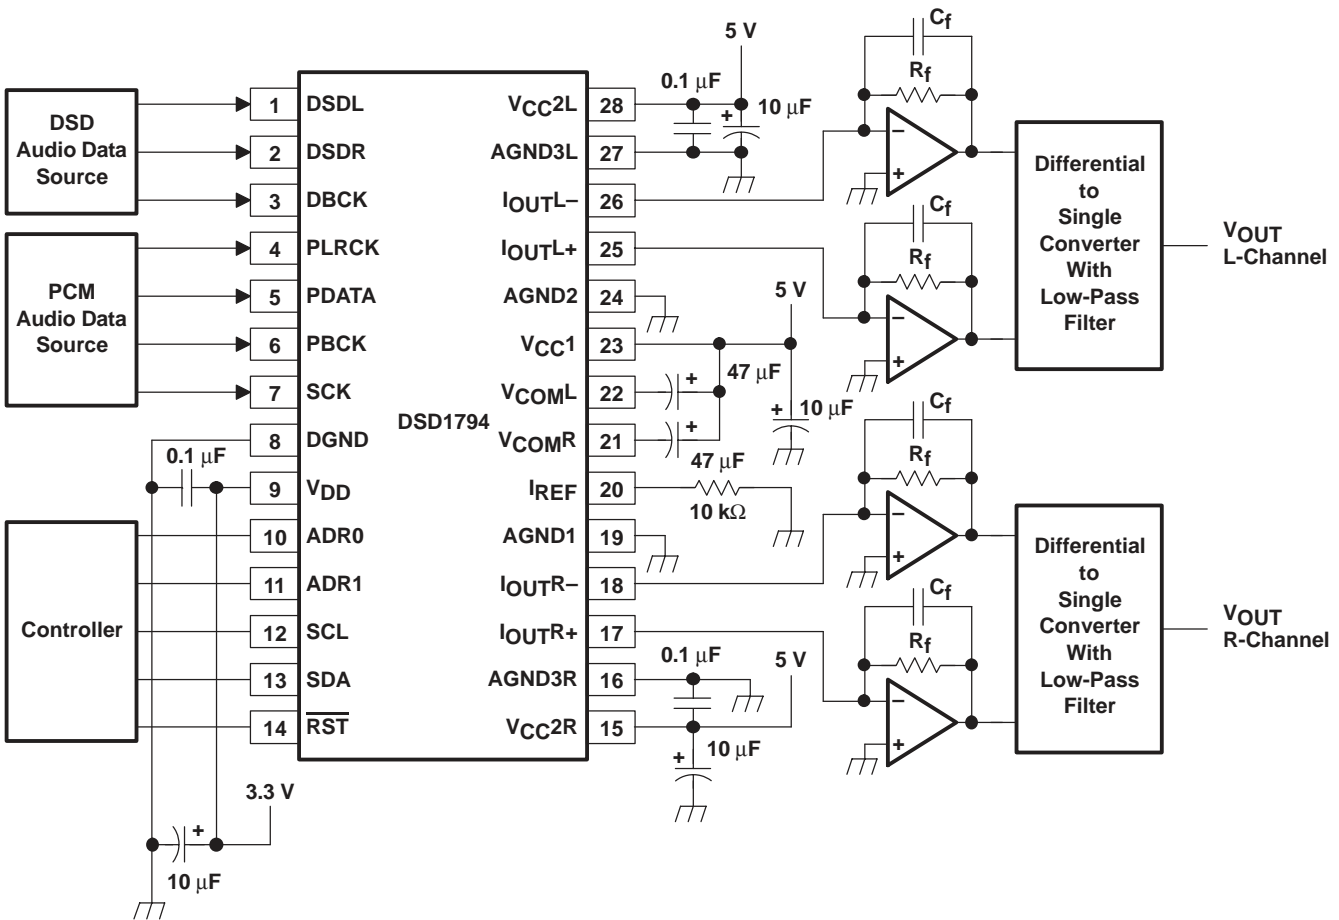 5 V
0.1 µF
10 µF
+
DSD
Audio Data
Source
1 DSDL
2 DSDR
3 DBCK
PCM
Audio Data
Source
4 PLRCK
5 PDATA
6 PBCK
7 SCK
8 DGND
0.1 µF
9 VDD
Controller
10 ADR0
11 ADR1
12 SCL
13 SDA
14 RST
3.3 V
+
10 µF
DSD1794
VCC2L 28
AGND3L 27
IOUTL– 26
IOUTL+ 25
AGND2 24
VCC1 23
VCOML 22
VCOMR 21
IREF 20
AGND1 19
IOUTR– 18
IOUTR+ 17
AGND3R 16
VCC2R 15
5 V
47 µF
+
+
+
10 µF
47 µF
10 kΩ
0.1 µF
5 V
10 µF
+
Cf
Rf
–
+
Cf
Rf
–
+
Differential
to
Single
Converter
With
Low-Pass
Filter
VOUT
L-Channel
Cf
Rf
–
+
Cf
Rf
–
+
Differential
to
Single
Converter
With
Low-Pass
Filter
VOUT
R-Channel